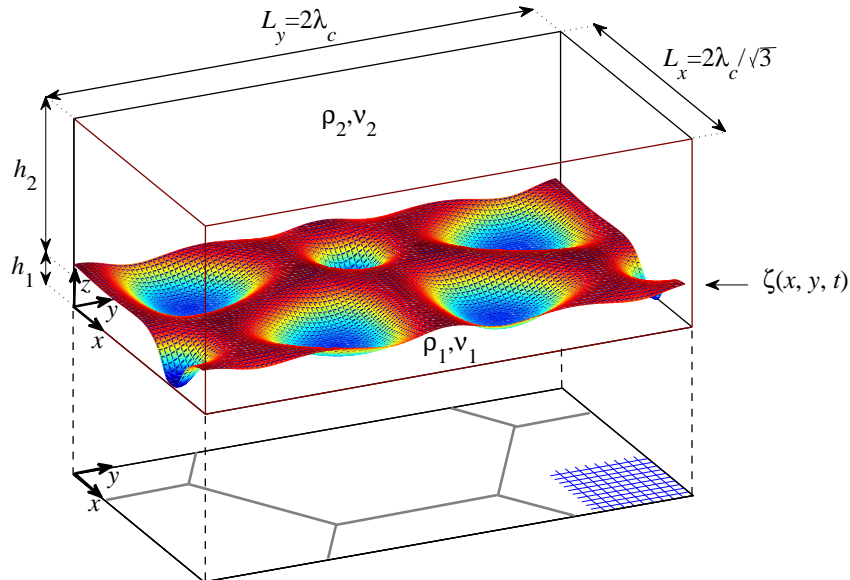 L_y=2λ_c
L_x=2λ_c/√3
ρ_2,ν_2
h_2
h_1
z
y
x
ζ(x, y, t)
ρ_1,ν_1
y
x